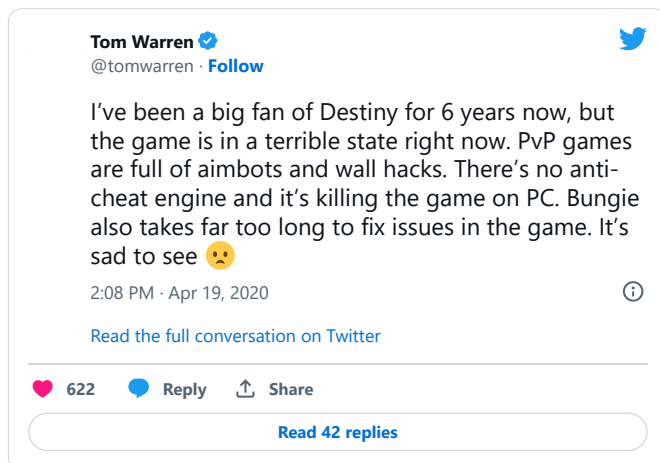 Tom Warren
@tomwarren · Follow
I've been a big fan of Destiny for 6 years now, but
the game is in a terrible state right now. PvP games
are full of aimbots and wall hacks. There's no anti-
cheat engine and it's killing the game on PC. Bungie
also takes far too long to fix issues in the game. It's
sad to see 😦
2:08 PM · Apr 19, 2020
Read the full conversation on Twitter
622 Reply Share
Read 42 replies